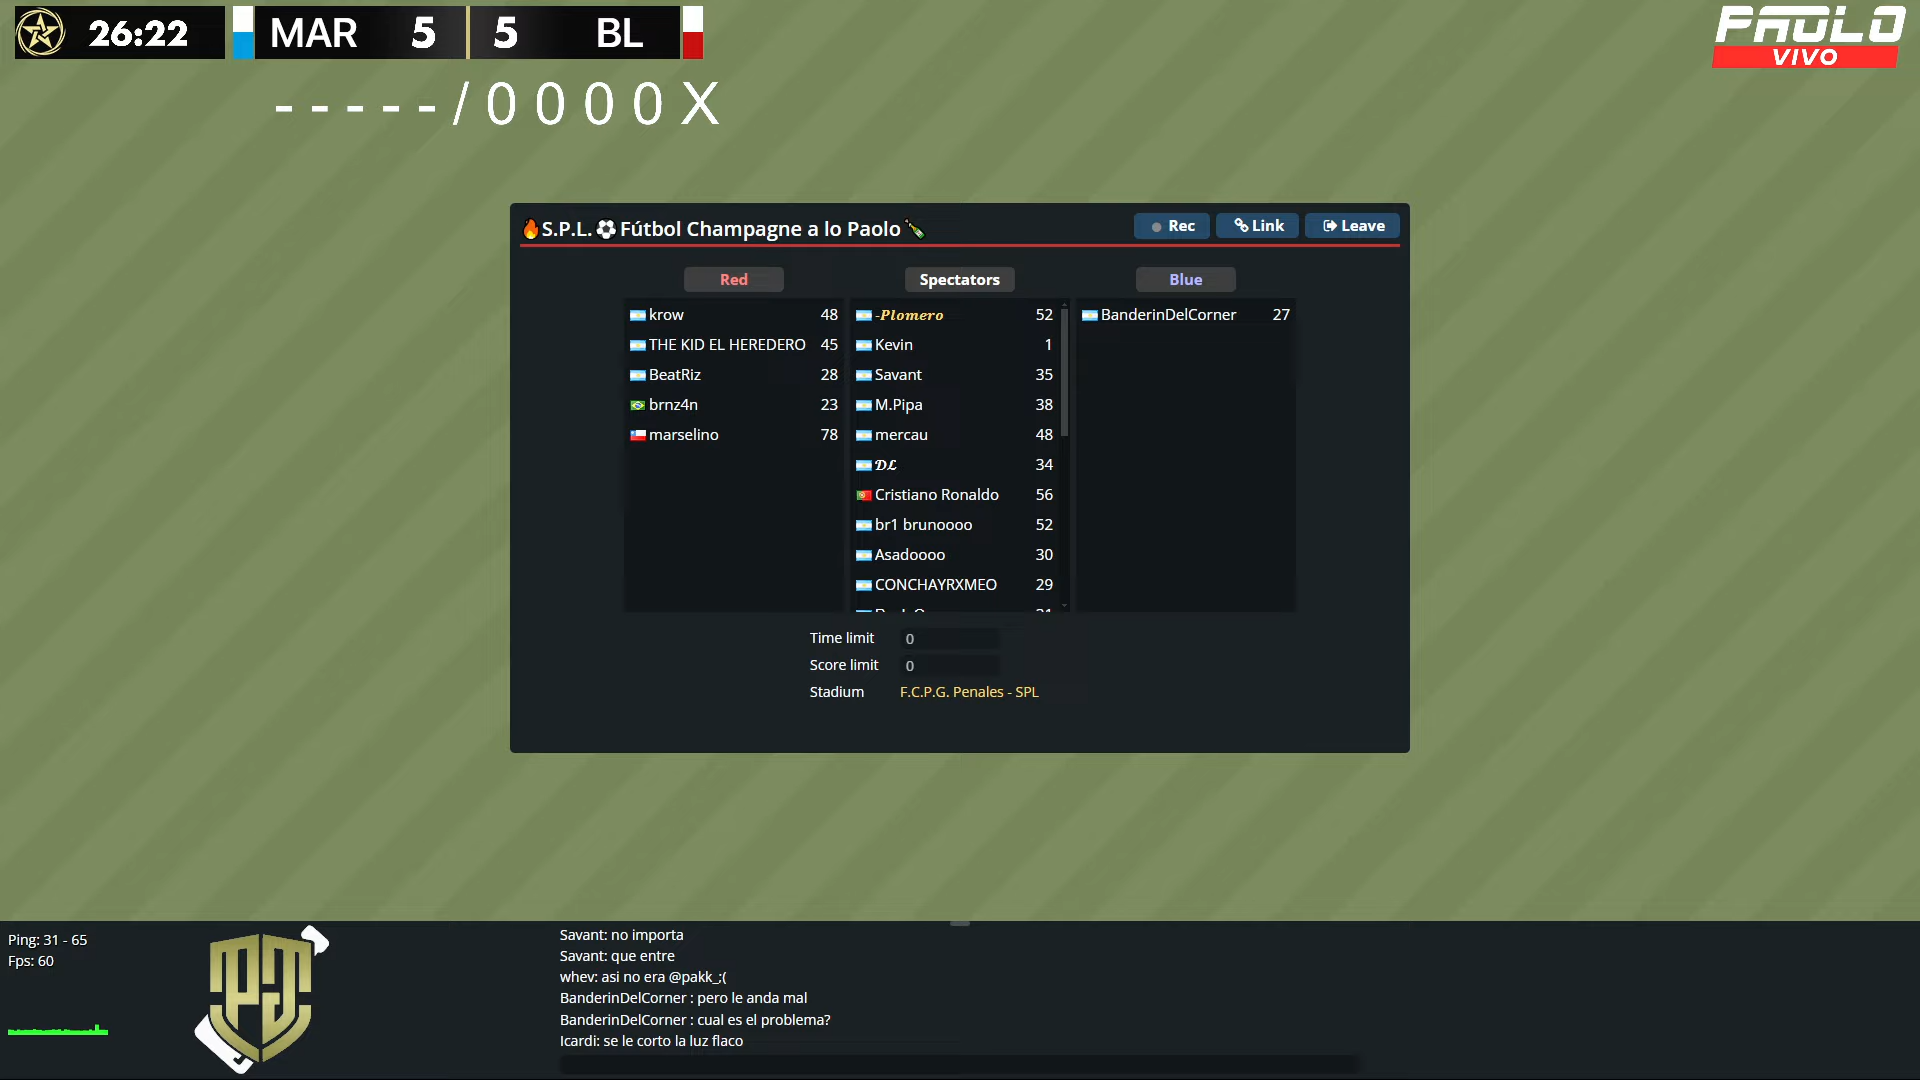 26:22 MAR 5 5 BL
PAOLO
VIVO
- - - - - / 0 0 0 0 X
🔥S.P.L.⚽Fútbol Champagne a lo Paolo🍾
Rec Link Leave
Red Spectators Blue
krow 48
THE KID EL HEREDERO 45
BeatRiz 28
brnz4n 23
marselino 78
-𝑷𝒍𝒐𝒎𝒆𝒓𝒐 52
Kevin 1
Savant 35
M.Pipa 38
mercau 48
𝓓𝓛 34
Cristiano Ronaldo 56
br1 brunoooo 52
Asadoooo 30
CONCHAYRXMEO 29
BanderinDelCorner 27
Time limit 0
Score limit 0
Stadium F.C.P.G. Penales - SPL
Ping: 31 - 65
Fps: 60
Savant: no importa
Savant: que entre
whev: asi no era @pakk_;(
BanderinDelCorner : pero le anda mal
BanderinDelCorner : cual es el problema?
Icardi: se le corto la luz flaco